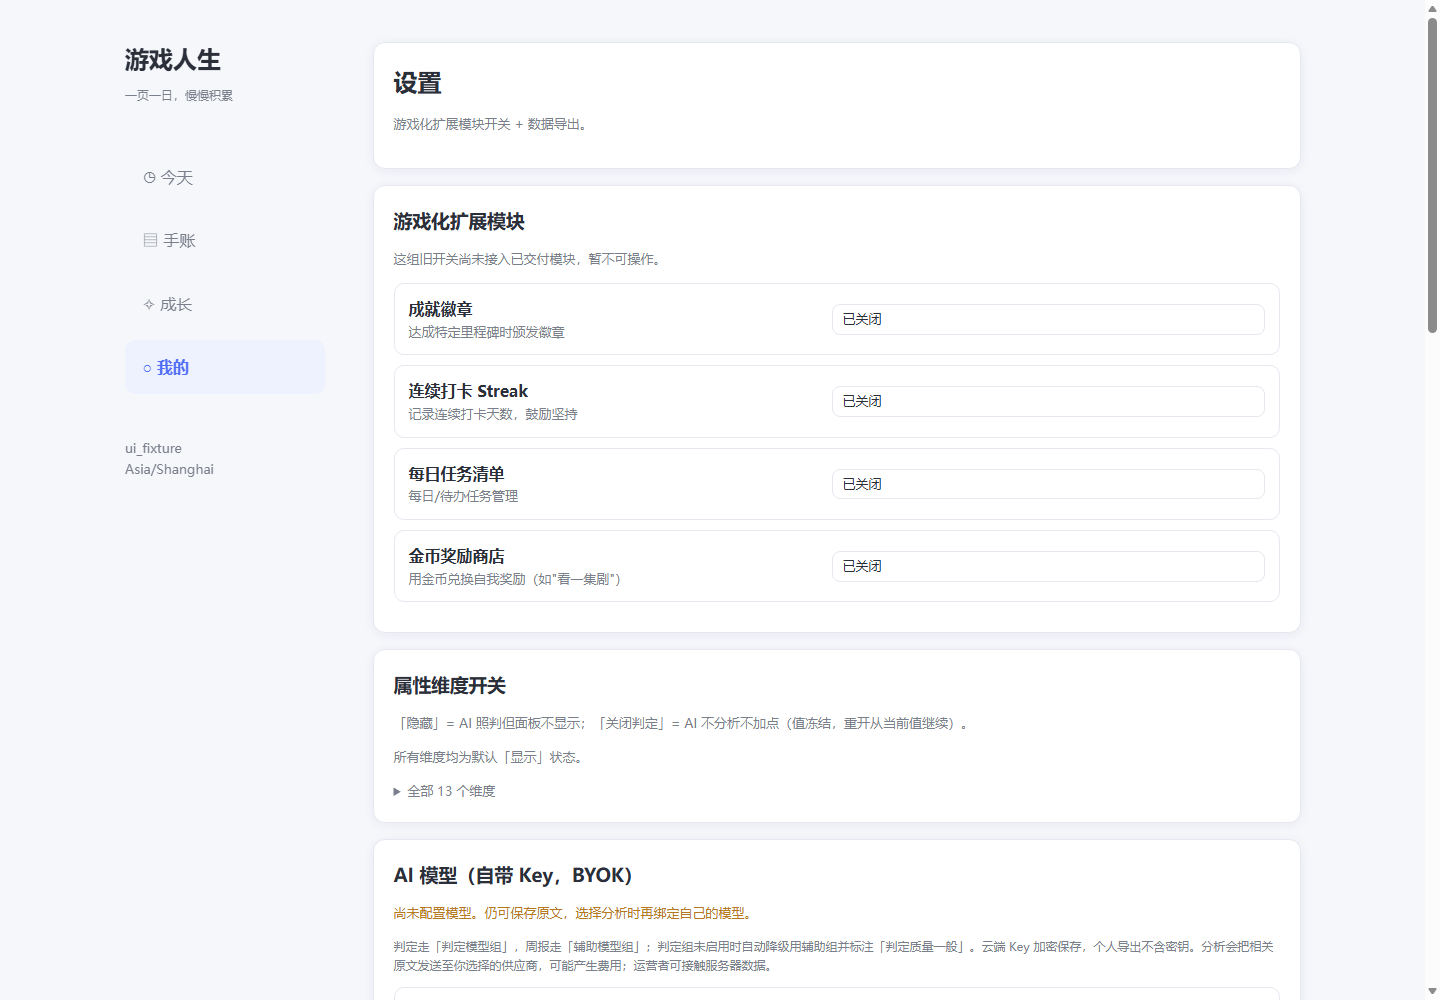 游戏人生
一页一日，慢慢积累
◷ 今天
▤ 手账
✧ 成长
○ 我的
ui_fixture
Asia/Shanghai
设置
游戏化扩展模块开关 + 数据导出。
游戏化扩展模块
这组旧开关尚未接入已交付模块，暂不可操作。
成就徽章
达成特定里程碑时颁发徽章
已关闭
连续打卡 Streak
记录连续打卡天数，鼓励坚持
已关闭
每日任务清单
每日/待办任务管理
已关闭
金币奖励商店
用金币兑换自我奖励（如"看一集剧"）
已关闭
属性维度开关
「隐藏」= AI 照判但面板不显示；「关闭判定」= AI 不分析不加点（值冻结，重开从当前值继续）。
所有维度均为默认「显示」状态。
▶ 全部 13 个维度
AI 模型（自带 Key，BYOK）
尚未配置模型。仍可保存原文，选择分析时再绑定自己的模型。
判定走「判定模型组」，周报走「辅助模型组」；判定组未启用时自动降级用辅助组并标注「判定质量一般」。云端 Key 加密保存，个人导出不含密钥。分析会把相关
原文发送至你选择的供应商，可能产生费用；运营者可接触服务器数据。